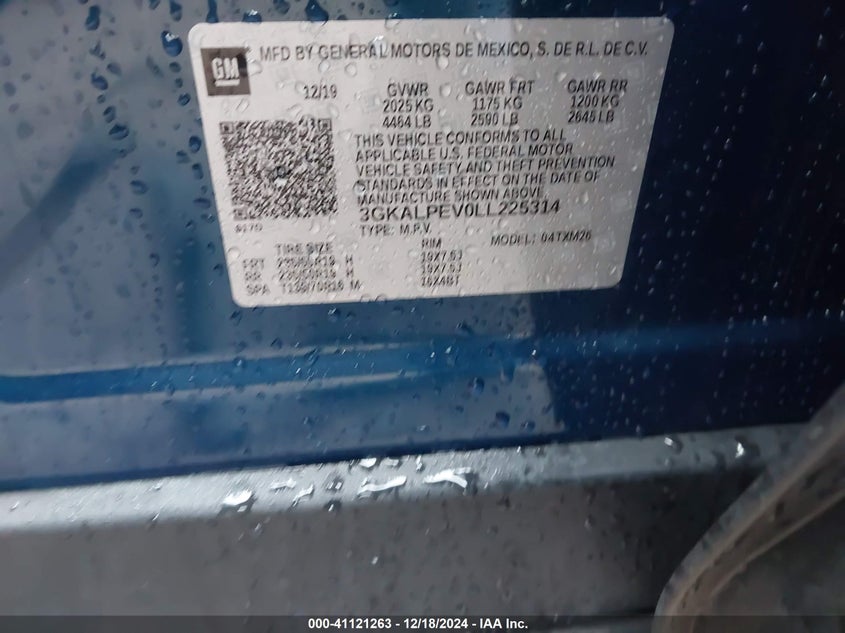 GM
MFD BY GENERAL MOTORS DE MEXICO, S. DE R.L. DE C.V.
12/19 GVWR GAWR FRT GAWR RR
2025 KG 1175 KG 1200 KG
4464 LB 2590 LB 2645 LB
THIS VEHICLE CONFORMS TO ALL
APPLICABLE U.S. FEDERAL MOTOR
VEHICLE SAFETY AND THEFT PREVENTION
STANDARDS IN EFFECT ON THE DATE OF
MANUFACTURE SHOWN ABOVE
3GKALPEV0LL225314
TYPE: M.P.V. MODEL: 04TXM26
TIRE SIZE RIM
FRT H 19X7.5J
RR H 19X7.5J
SPA M 16X4BT
000-41121263 – 12/18/2024 - IAA Inc.